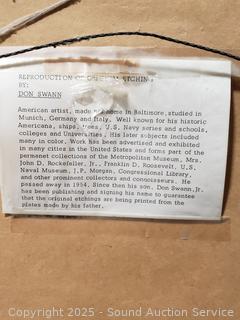 REPRODUCTION OF ORIGINAL ETCHING
BY:
DON SWANN
American artist, made home in Baltimore, studied in
Munich, Germany and Italy. Well known for his historic
Americana, ships, trees, U.S. Navy series and schools,
colleges and Universities. His later subjects included
many in color. Work has been advertised and exhibited
in many cities in the United States and forms part of the
permanet collections of the Metropolitan Museum, Mrs.
John D. Rockefeller, Jr., Franklin D. Roosevelt, U.S.
Naval Museum, J.P. Morgan, Congressional Library,
and other prominent collectors and connoisseurs. He
passed away in 1954. Since then his son, Don Swann, Jr.
has been publishing and signing his name to guarantee
that the original etchings are being printed from the
plates made by his father.
Copyright 2025 - Sound Auction Service